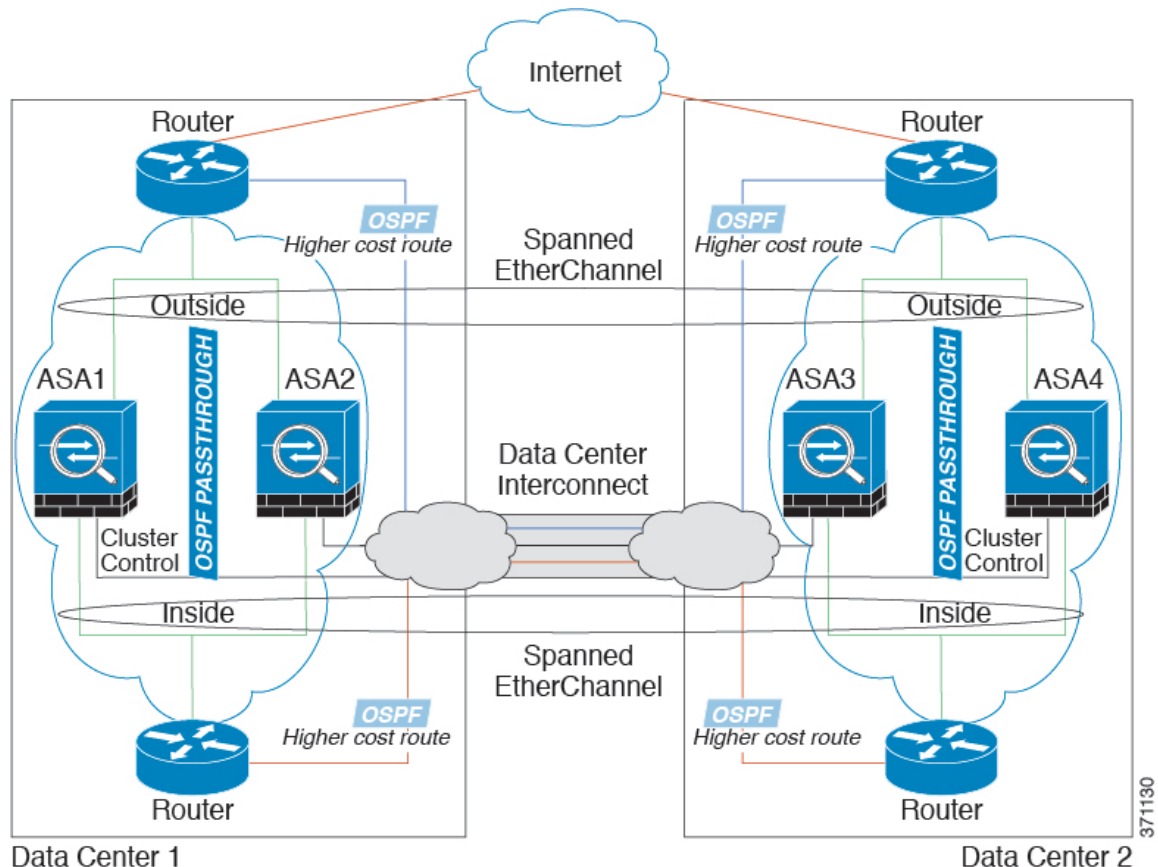 Internet
Router
Router
OSPF
Higher cost route
Spanned
EtherChannel
OSPF
Higher cost route
Outside
Outside
ASA1
OSPF PASSTHROUGH
ASA2
ASA3
OSPF PASSTHROUGH
ASA4
Data Center
Interconnect
Cluster
Control
Cluster
Control
Inside
Inside
Spanned
EtherChannel
OSPF
Higher cost route
OSPF
Higher cost route
Router
Router
371130
Data Center 1
Data Center 2